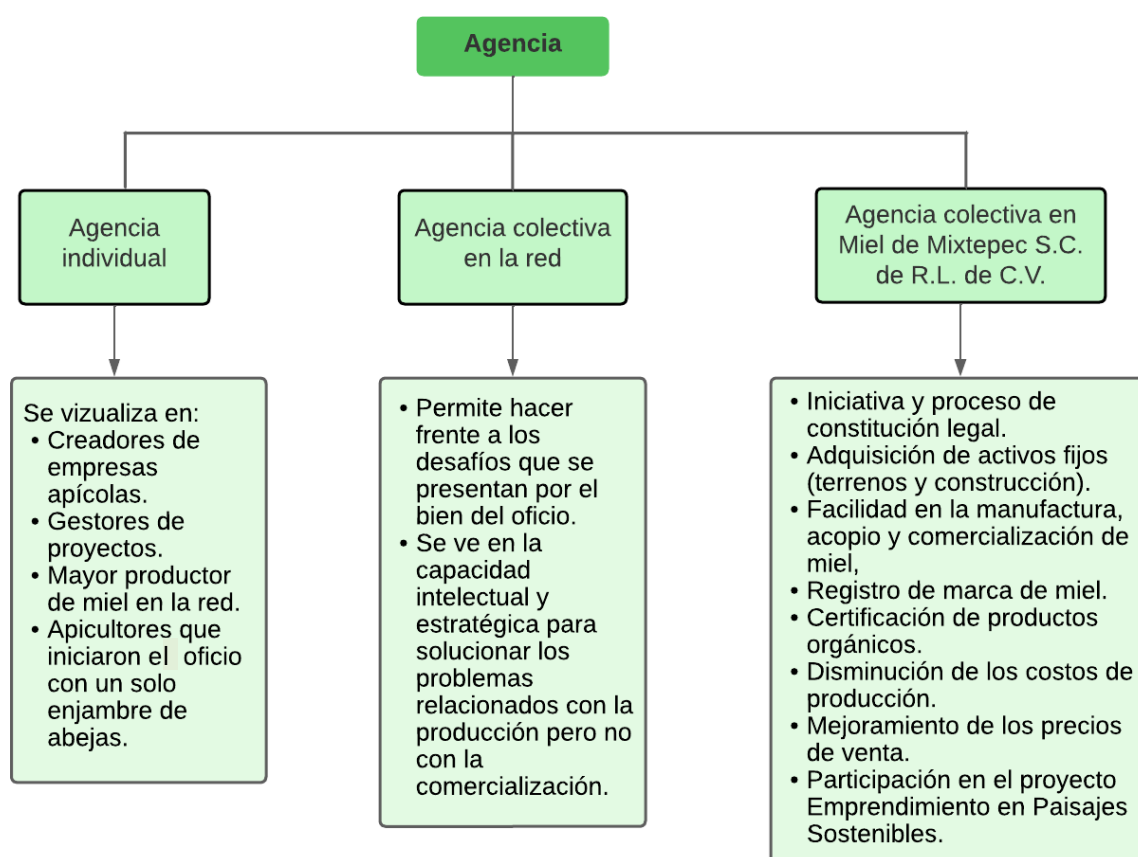 Agencia
Agencia
individual
Agencia colectiva
en la red
Agencia colectiva en
Miel de Mixtepec S.C.
de R.L. de C.V.
Se vizualiza en:
• Creadores de
empresas
apícolas.
• Gestores de
proyectos.
• Mayor productor
de miel en la red.
• Apicultores que
iniciaron el oficio
con un solo
enjambre de
abejas.
• Permite hacer
frente a los
desafíos que se
presentan por el
bien del oficio.
• Se ve en la
capacidad
intelectual y
estratégica para
solucionar los
problemas
relacionados con la
producción pero no
con la
comercialización.
• Iniciativa y proceso de
constitución legal.
• Adquisición de activos fijos
(terrenos y construcción).
• Facilidad en la manufactura,
acopio y comercialización de
miel,
• Registro de marca de miel.
• Certificación de productos
orgánicos.
• Disminución de los costos de
producción.
• Mejoramiento de los precios
de venta.
• Participación en el proyecto
Emprendimiento en Paisajes
Sostenibles.